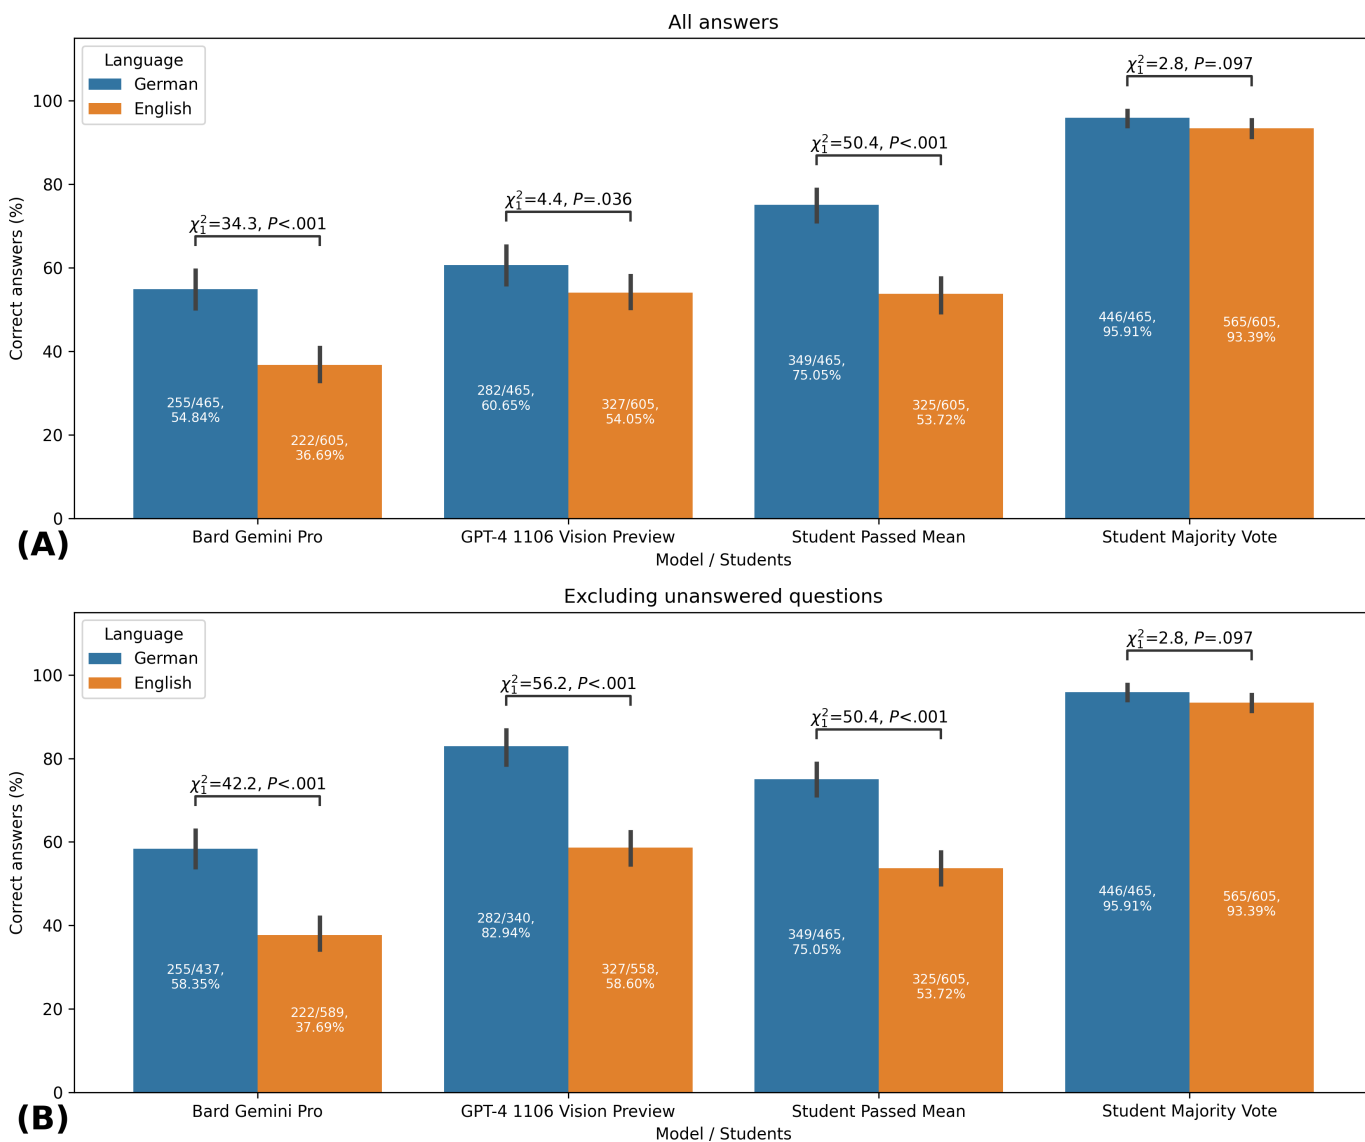 All answers
Language
German
English
Correct answers (%)
100
80
60
40
20
0
χ²₁=34.3, P<.001
χ²₁=4.4, P=.036
χ²₁=50.4, P<.001
χ²₁=2.8, P=.097
255/465,
54.84%
222/605,
36.69%
282/465,
60.65%
327/605,
54.05%
349/465,
75.05%
325/605,
53.72%
446/465,
95.91%
565/605,
93.39%
Bard Gemini Pro
GPT-4 1106 Vision Preview
Student Passed Mean
Student Majority Vote
(A)
Model / Students
Excluding unanswered questions
Language
German
English
Correct answers (%)
100
80
60
40
20
0
χ²₁=42.2, P<.001
χ²₁=56.2, P<.001
χ²₁=50.4, P<.001
χ²₁=2.8, P=.097
255/437,
58.35%
222/589,
37.69%
282/340,
82.94%
327/558,
58.60%
349/465,
75.05%
325/605,
53.72%
446/465,
95.91%
565/605,
93.39%
Bard Gemini Pro
GPT-4 1106 Vision Preview
Student Passed Mean
Student Majority Vote
(B)
Model / Students